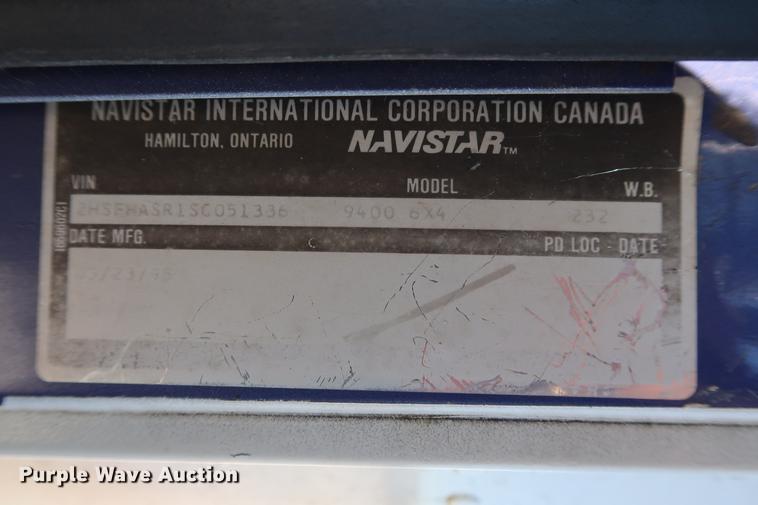 NAVISTAR INTERNATIONAL CORPORATION CANADA
HAMILTON, ONTARIO NAVISTAR™
VIN MODEL W.B.
2HSFHASR1SC051336 9400 6X4 232
DATE MFG. PD LOC - DATE
Purple Wave Auction